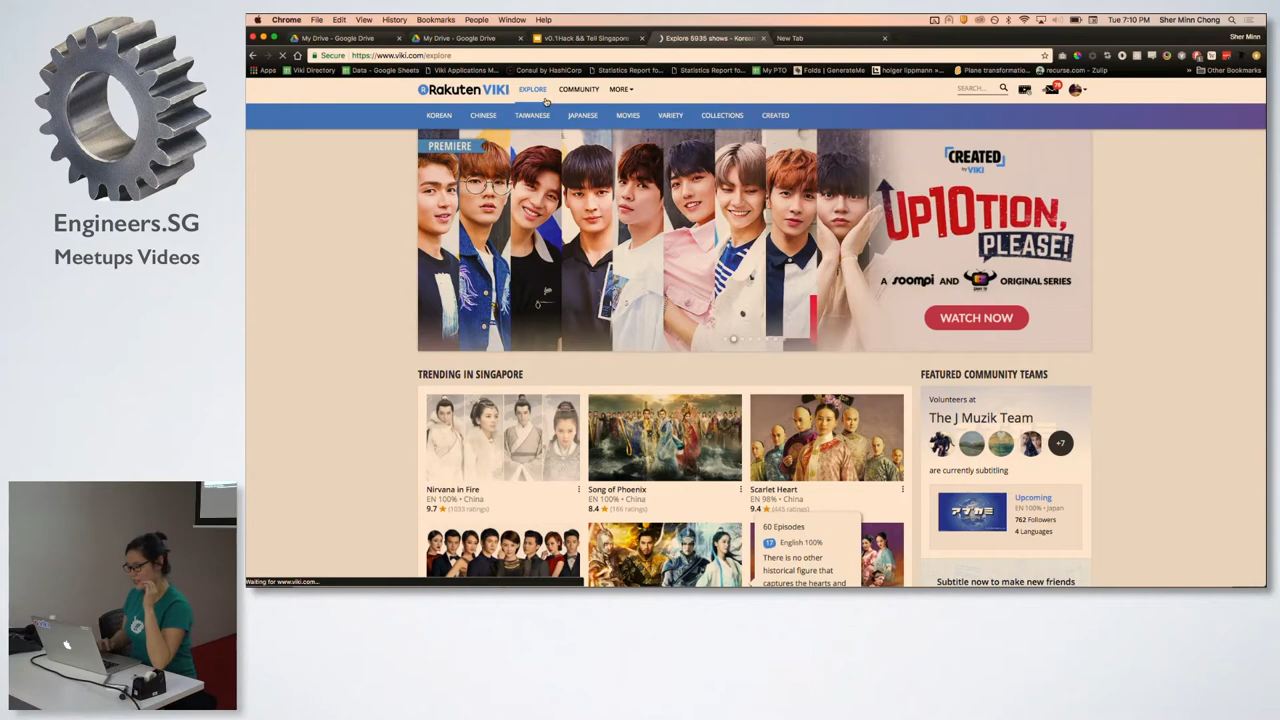 Engineers.SG
Meetups Videos
Chrome File Edit View History Bookmarks People Window Help
Tue 7:10 PM Sher Minn Chong
My Drive - Google Drive
My Drive - Google Drive
v0.1Hack && Tell Singapore
Explore 5935 shows - Korean
New Tab
Sher Minn
Secure https://www.viki.com/explore
Apps Viki Directory Data - Google Sheets Viki Applications M... Consul by HashiCorp Statistics Report fo... Statistics Report fo... My PTO Folds | GenerateMe holger lippmann »... Plane transformatio... recurse.com - Zulip » Other Bookmarks
Rakuten VIKI EXPLORE COMMUNITY MORE
SEARCH...
KOREAN CHINESE TAIWANESE JAPANESE MOVIES VARIETY COLLECTIONS CREATED
PREMIERE
CREATED
by VIKI
UP10TION,
PLEASE!
A soompi AND ORIGINAL SERIES
WATCH NOW
TRENDING IN SINGAPORE
Nirvana in Fire
EN 100% • China
9.7 (1033 ratings)
Song of Phoenix
EN 100% • China
8.4 (166 ratings)
Scarlet Heart
EN 98% • China
9.4 (445 ratings)
60 Episodes
17 English 100%
There is no other
historical figure that
captures the hearts and
FEATURED COMMUNITY TEAMS
Volunteers at
The J Muzik Team
+7
are currently subtitling
アブカミ
Upcoming
EN 100% • Japan
762 Followers
4 Languages
Subtitle now to make new friends
Waiting for www.viki.com...